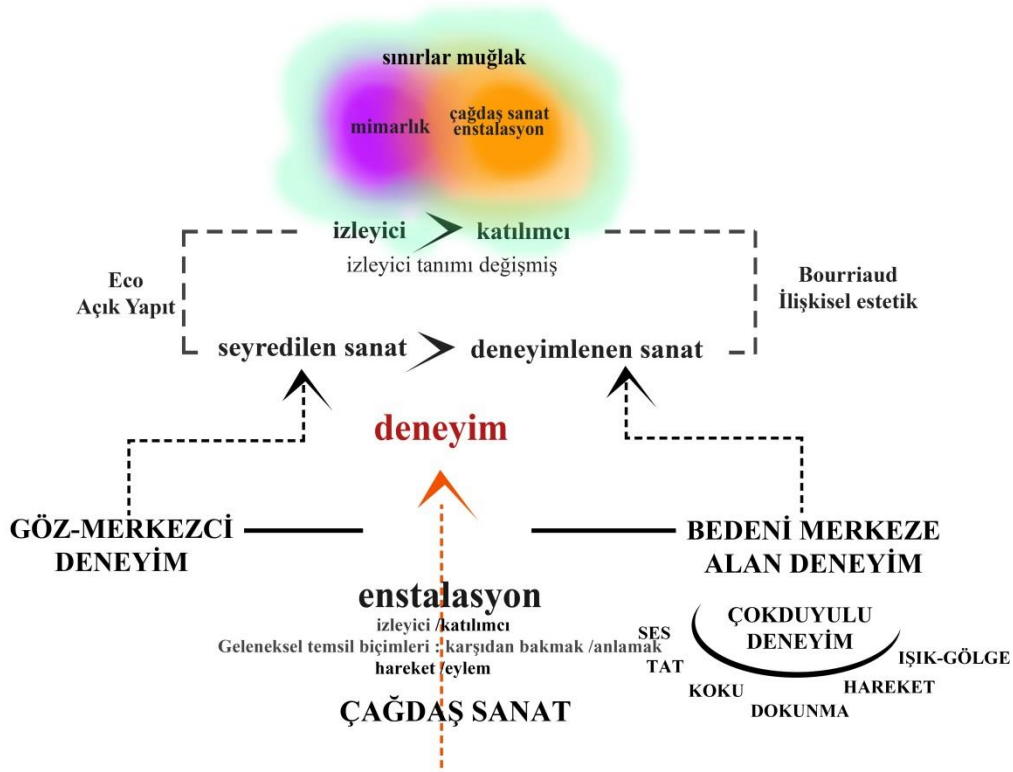 sınırlar muğlak
mimarlık
çağdaş sanat
enstalasyon
izleyici
katılımcı
izleyici tanımı değişmiş
Eco
Açık Yapıt
Bourriaud
İlişkisel estetik
seyredilen sanat
deneyimlenen sanat
deneyim
GÖZ-MERKEZCİ
DENEYİM
BEDENİ MERKEZE
ALAN DENEYİM
enstalasyon
izleyici /katılımcı
Geleneksel temsil biçimleri : karşıdan bakmak /anlamak
hareket /eylem
ÇAĞDAŞ SANAT
ÇOKDUYULU
DENEYİM
SES
TAT
KOKU
DOKUNMA
HAREKET
IŞIK-GÖLGE